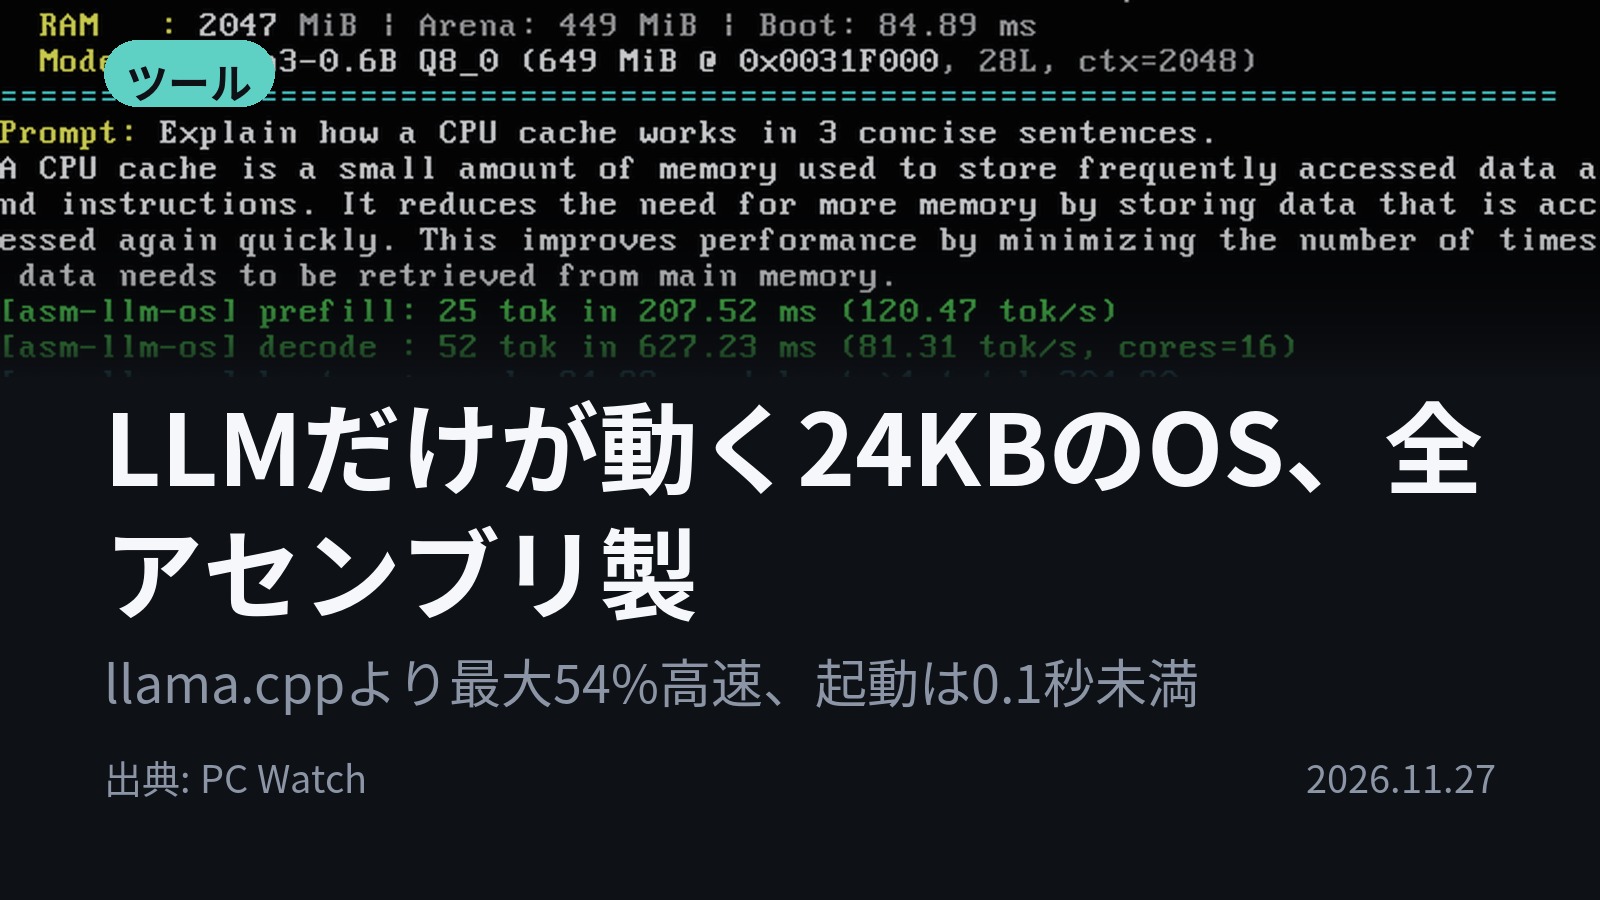 RAM : 2047 MiB | Arena: 449 MiB | Boot: 84.89 ms
ツール
3-0.6B Q8_0 (649 MiB @ 0x0031F000, 28L, ctx=2048)
================================================================================
Prompt: Explain how a CPU cache works in 3 concise sentences.
A CPU cache is a small amount of memory used to store frequently accessed data a
nd instructions. It reduces the need for more memory by storing data that is acc
essed again quickly. This improves performance by minimizing the number of times
data needs to be retrieved from main memory.
[asm-llm-os] prefill: 25 tok in 207.52 ms (120.47 tok/s)
[asm-llm-os] decode : 52 tok in 627.23 ms (81.31 tok/s, cores=16)
LLMだけが動く24KBのOS、全
アセンブリ製
llama.cppより最大54%高速、起動は0.1秒未満
出典: PC Watch
2026.11.27